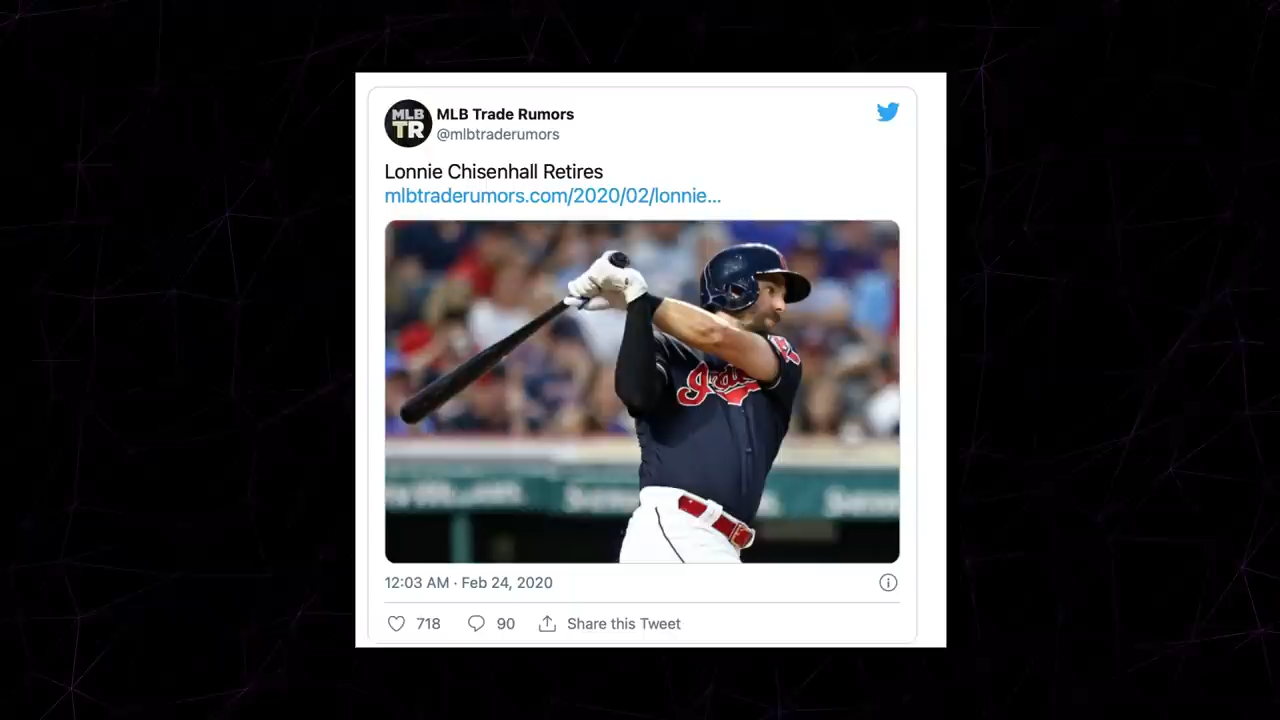 MLB
TR
MLB Trade Rumors
@mlbtraderumors
Lonnie Chisenhall Retires
mlbtraderumors.com/2020/02/lonnie...
12:03 AM · Feb 24, 2020
718
90
Share this Tweet